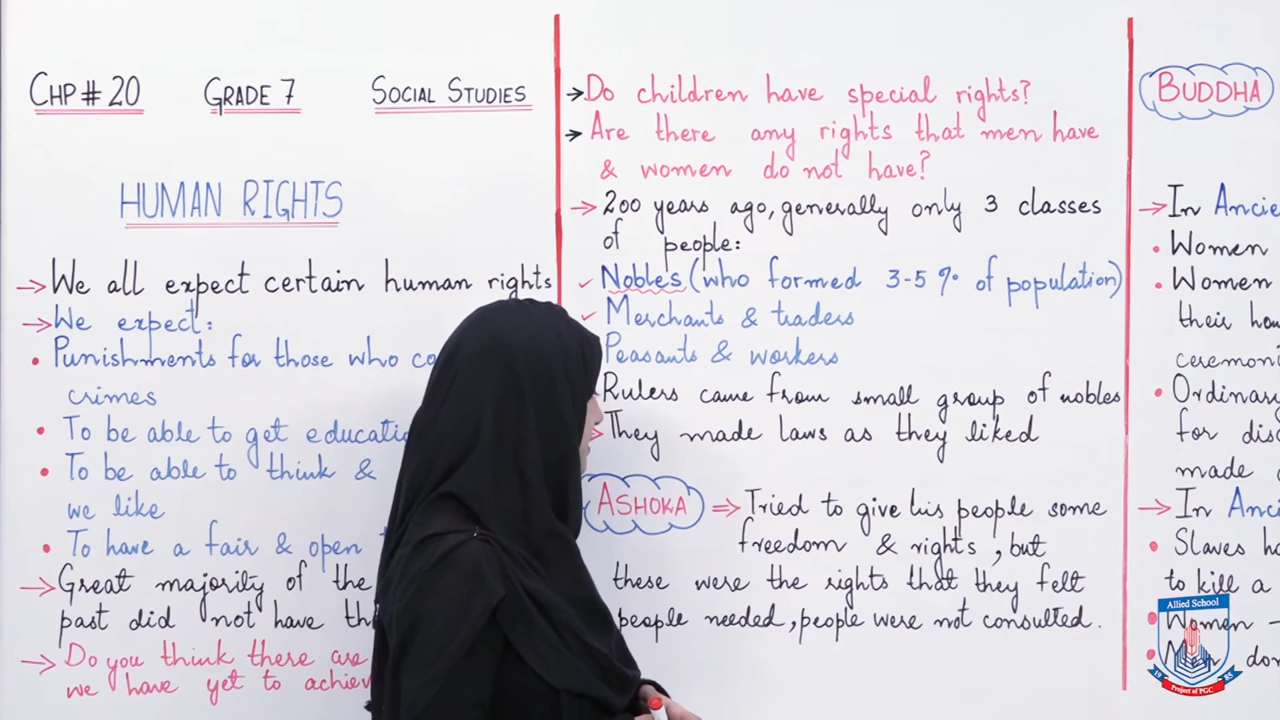 CHP # 20 GRADE 7 SOCIAL STUDIES
HUMAN RIGHTS
→ We all expect certain human rights
→ We expect:
• Punishments for those who
crimes
• To be able to get
• To be able to think &
we like
• To have a fair & open
→ Great majority of the
past did not have
→ Do you think there are
we have yet to
→ Do children have special rights?
→ Are there any rights that men have
& women do not have?
→ 200 years ago, generally only 3 classes
of people:
✓ Nobles (who formed 3-5 % of population)
✓ Merchants & traders
Peasants & workers
Rulers came from small group of nobles
They made laws as they liked
ASHOKA ⇒ Tried to give his people some
freedom & rights, but
these were the rights that they felt
people needed, people were not consulted.
BUDDHA
→ In
• Women
• Women
their
• 
for
made
→ In
• Slaves
to kill a
• Women
•
Allied School
19 85
Project of PGC